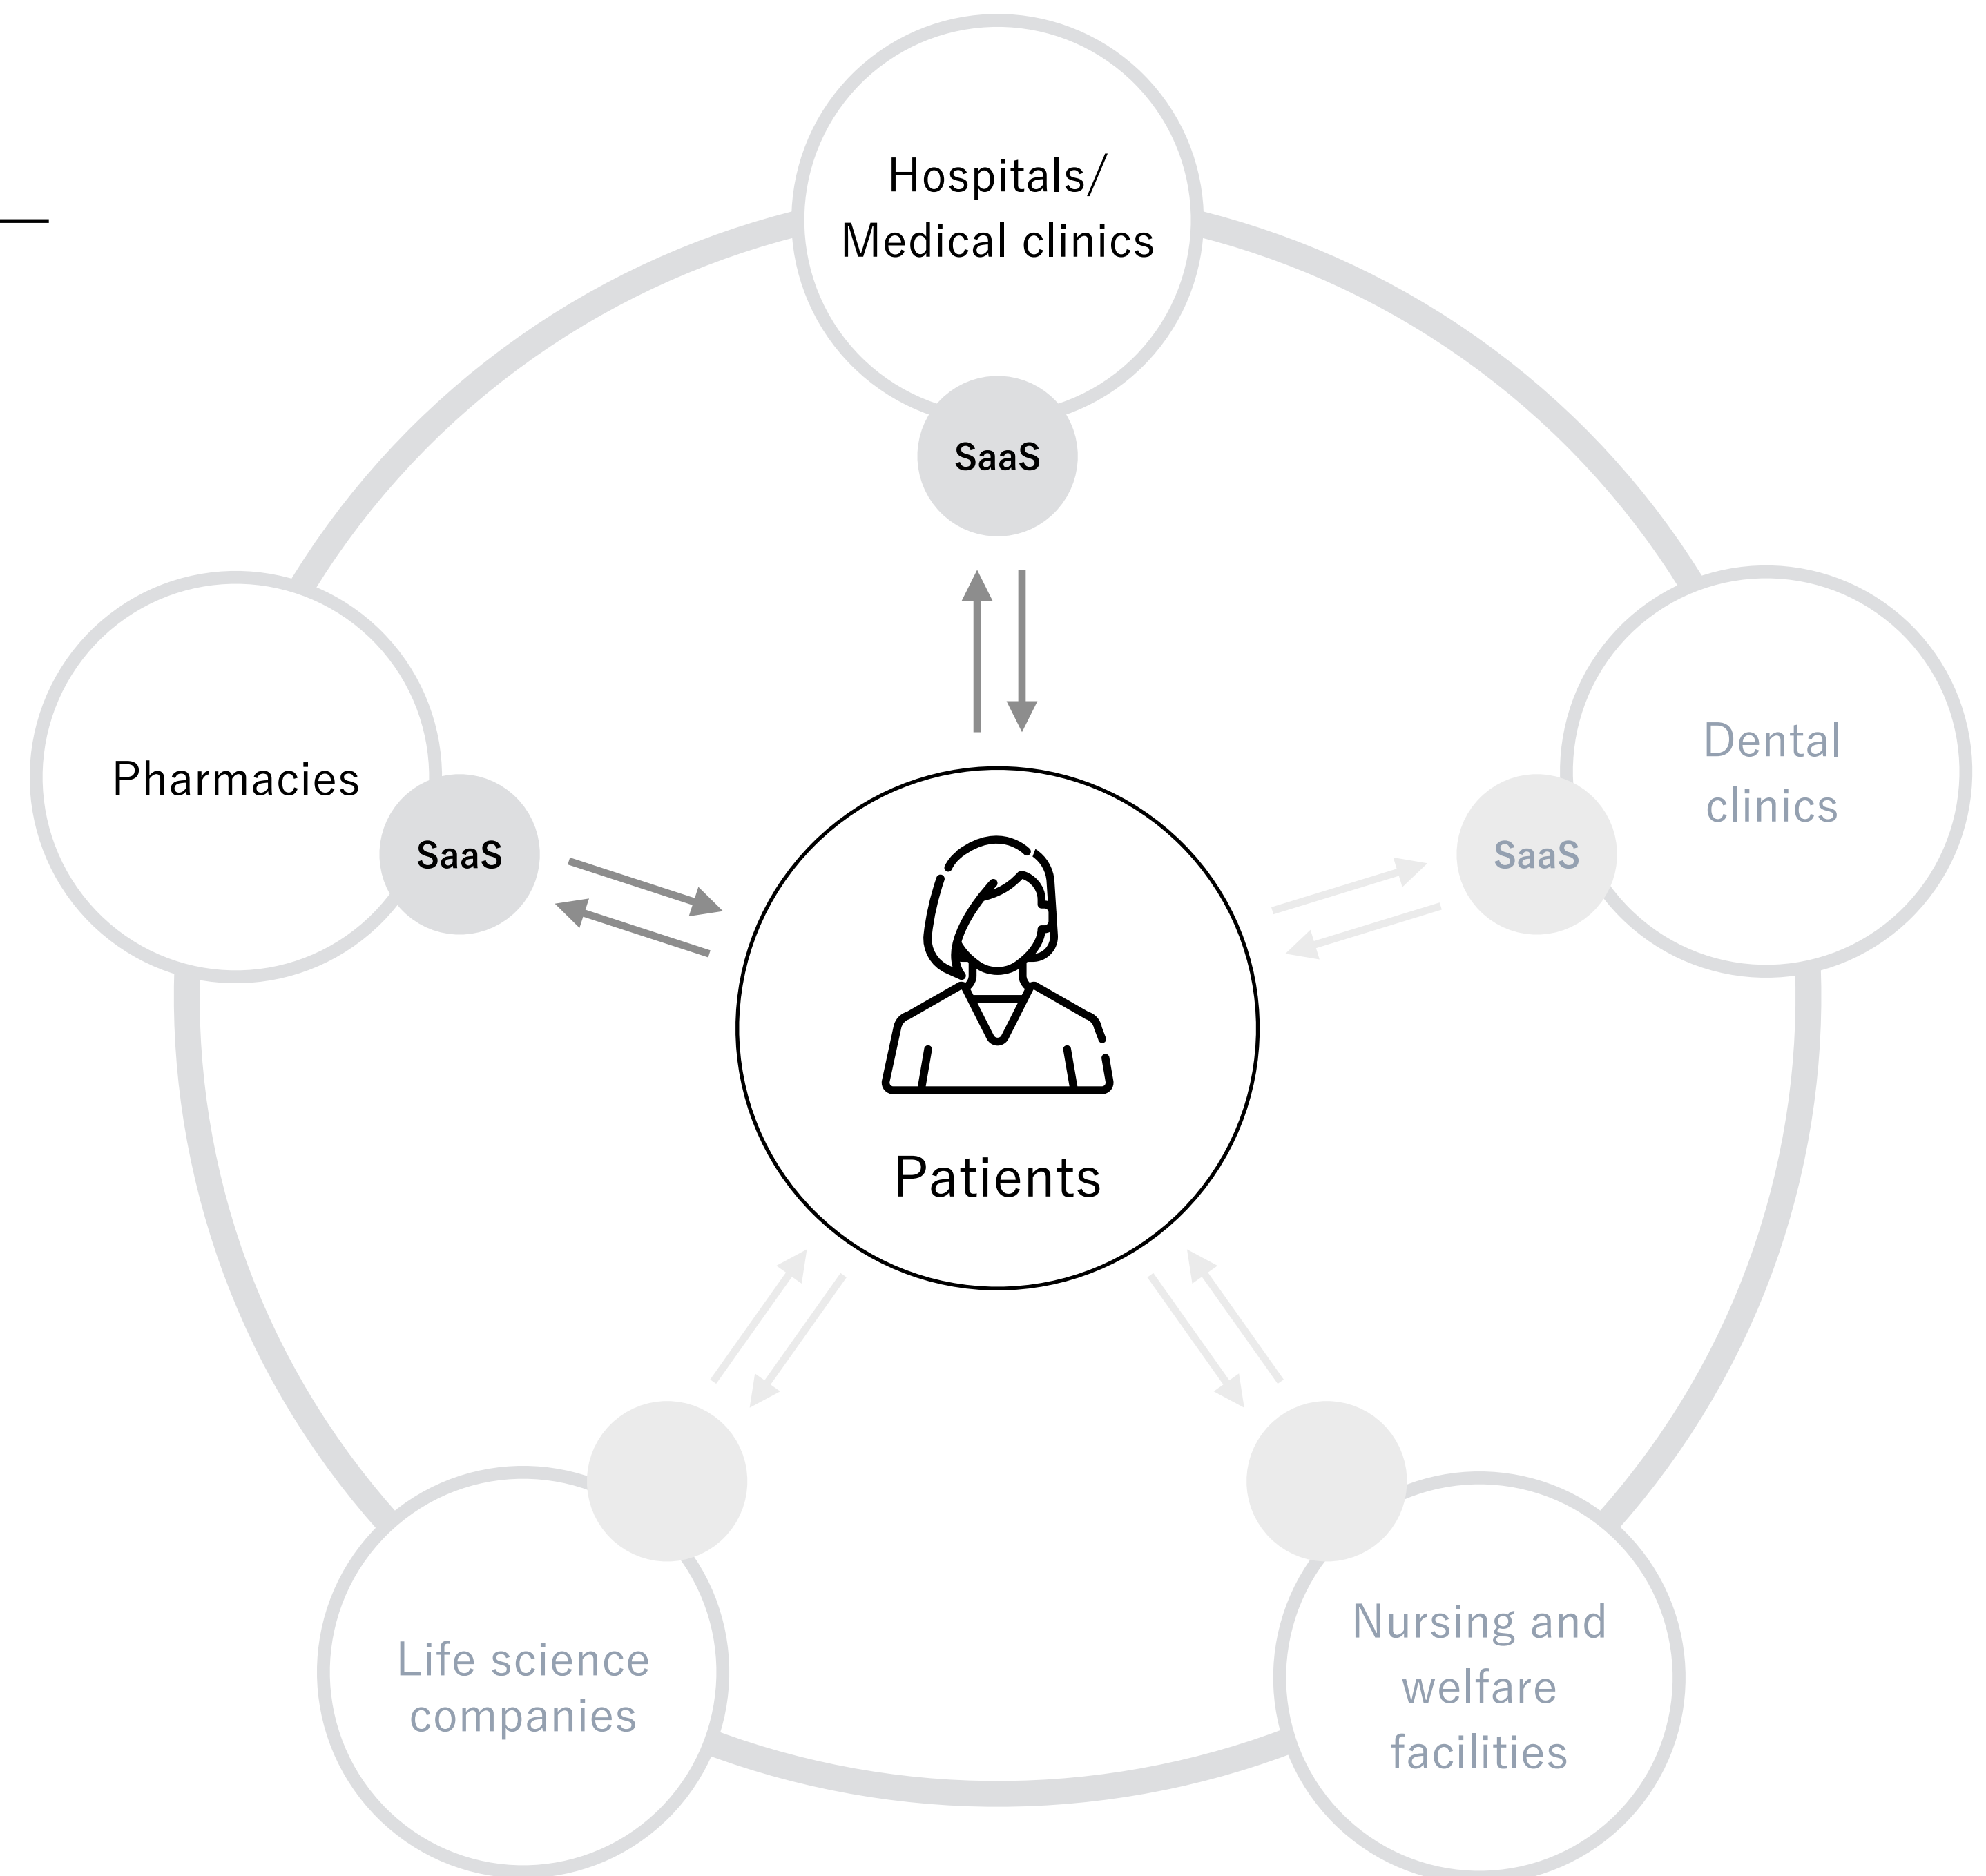 Hospitals/
Medical clinics
SaaS
Pharmacies
SaaS
Dental
clinics
SaaS
Patients
Life science
companies
Nursing and
welfare
facilities